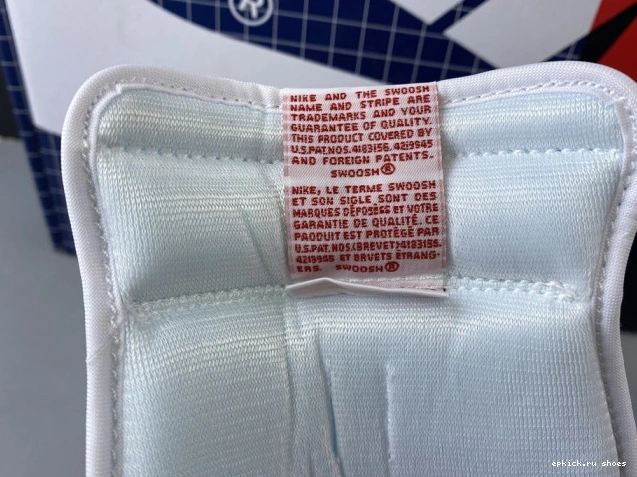 ®
NIKE AND THE SWOOSH
NAME AND STRIPE ARE
TRADEMARKS AND YOUR
GUARANTEE OF QUALITY.
THIS PRODUCT COVERED BY
U.S.PAT.NOS. 4183156, 4219945
AND FOREIGN PATENTS.
SWOOSH®
NIKE, LE TERME SWOOSH
ET SON SIGLE SONT DES
MARQUES DÉPOSÉES ET VOTRE
GARANTIE DE QUALITÉ. CE
PRODUIT EST PROTÉGÉ PAR
U.S.PAT.NOS.(BREVET)4183156,
4219945 ET BRVETS ÉTRANG-
ERS. SWOOSH®
epkick.ru shoes